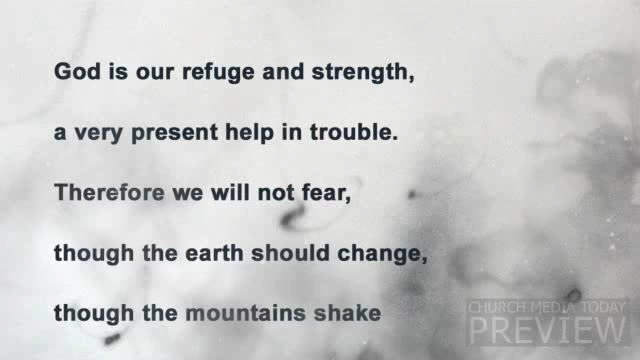 God is our refuge and strength,
a very present help in trouble.
Therefore we will not fear,
though the earth should change,
though the mountains shake
CHURCH MEDIA TODAY
PREVIEW